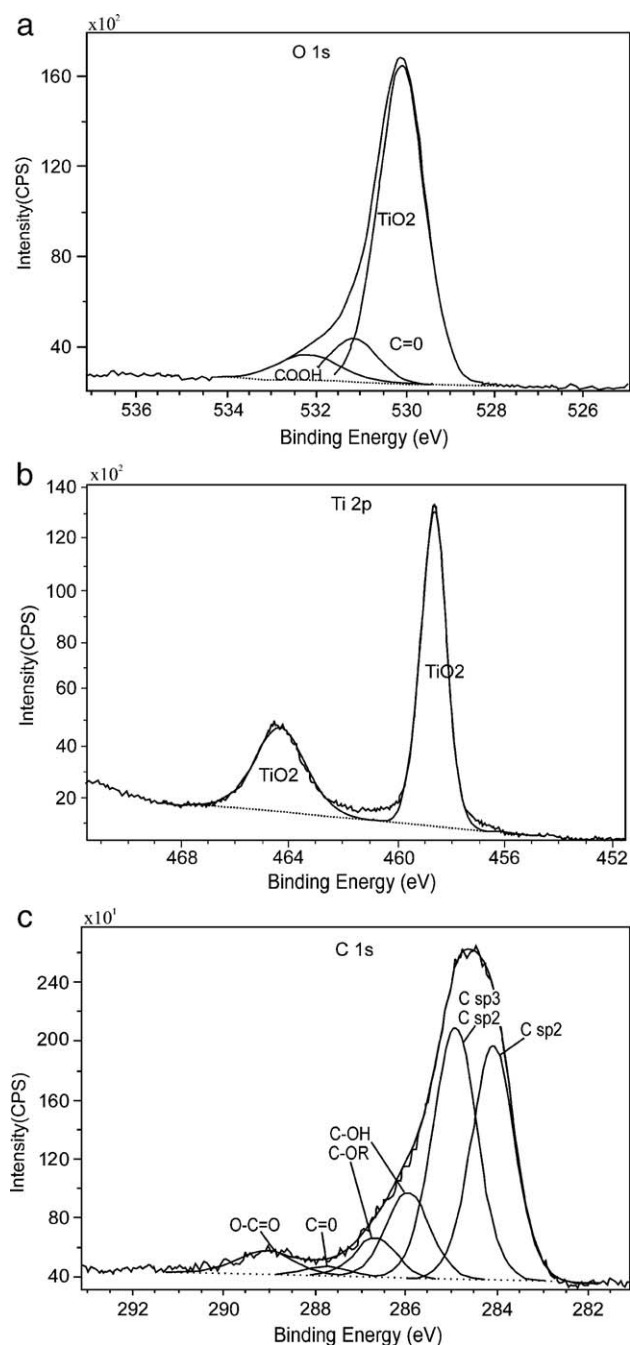 a
x10²
O 1s
160
120
80
40
Intensity(CPS)
TiO2
C=0
COOH
536 534 532 530 528 526
Binding Energy (eV)
b
x10²
Ti 2p
140
120
100
80
60
40
20
Intensity(CPS)
TiO2
TiO2
468 464 460 456 452
Binding Energy (eV)
c
x10¹
C 1s
240
200
160
120
80
40
Intensity(CPS)
C sp3
C sp2
C sp2
C-OH
C-OR
O-C=O
C=0
292 290 288 286 284 282
Binding Energy (eV)